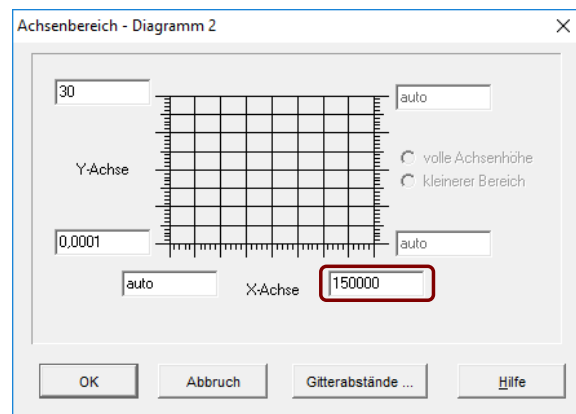 Achsenbereich - Diagramm 2
30
auto
Y-Achse
volle Achsenhöhe
kleinerer Bereich
0,0001
auto
auto
X-Achse
150000
OK
Abbruch
Gitterabstände ...
Hilfe